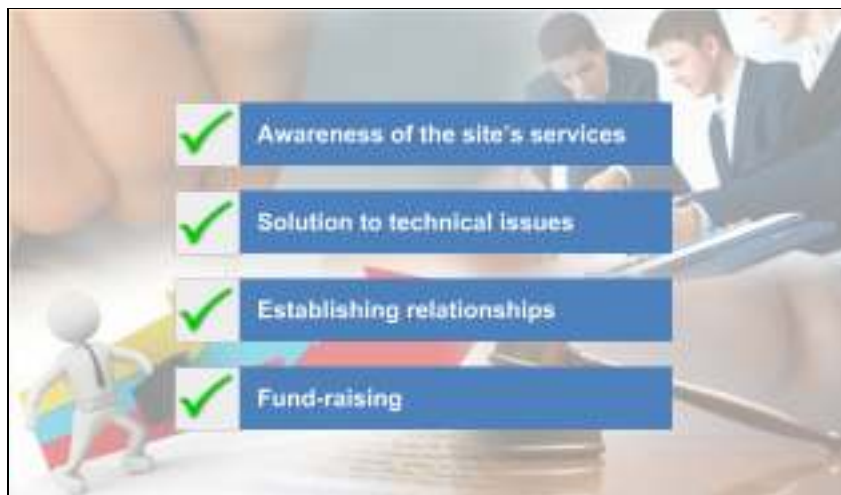 Awareness of the site's services
Solution to technical issues
Establishing relationships
Fund-raising